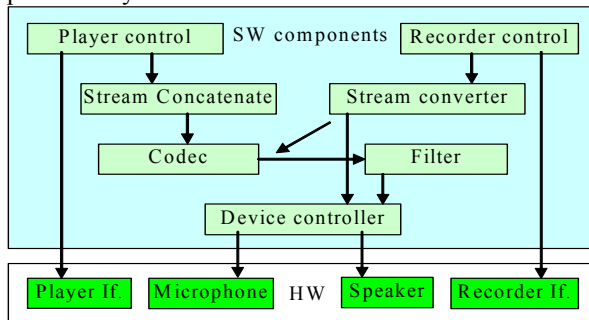 Player control
SW components
Recorder control
Stream Concatenate
Stream converter
Codec
Filter
Device controller
Player If.
Microphone
HW
Speaker
Recorder If.